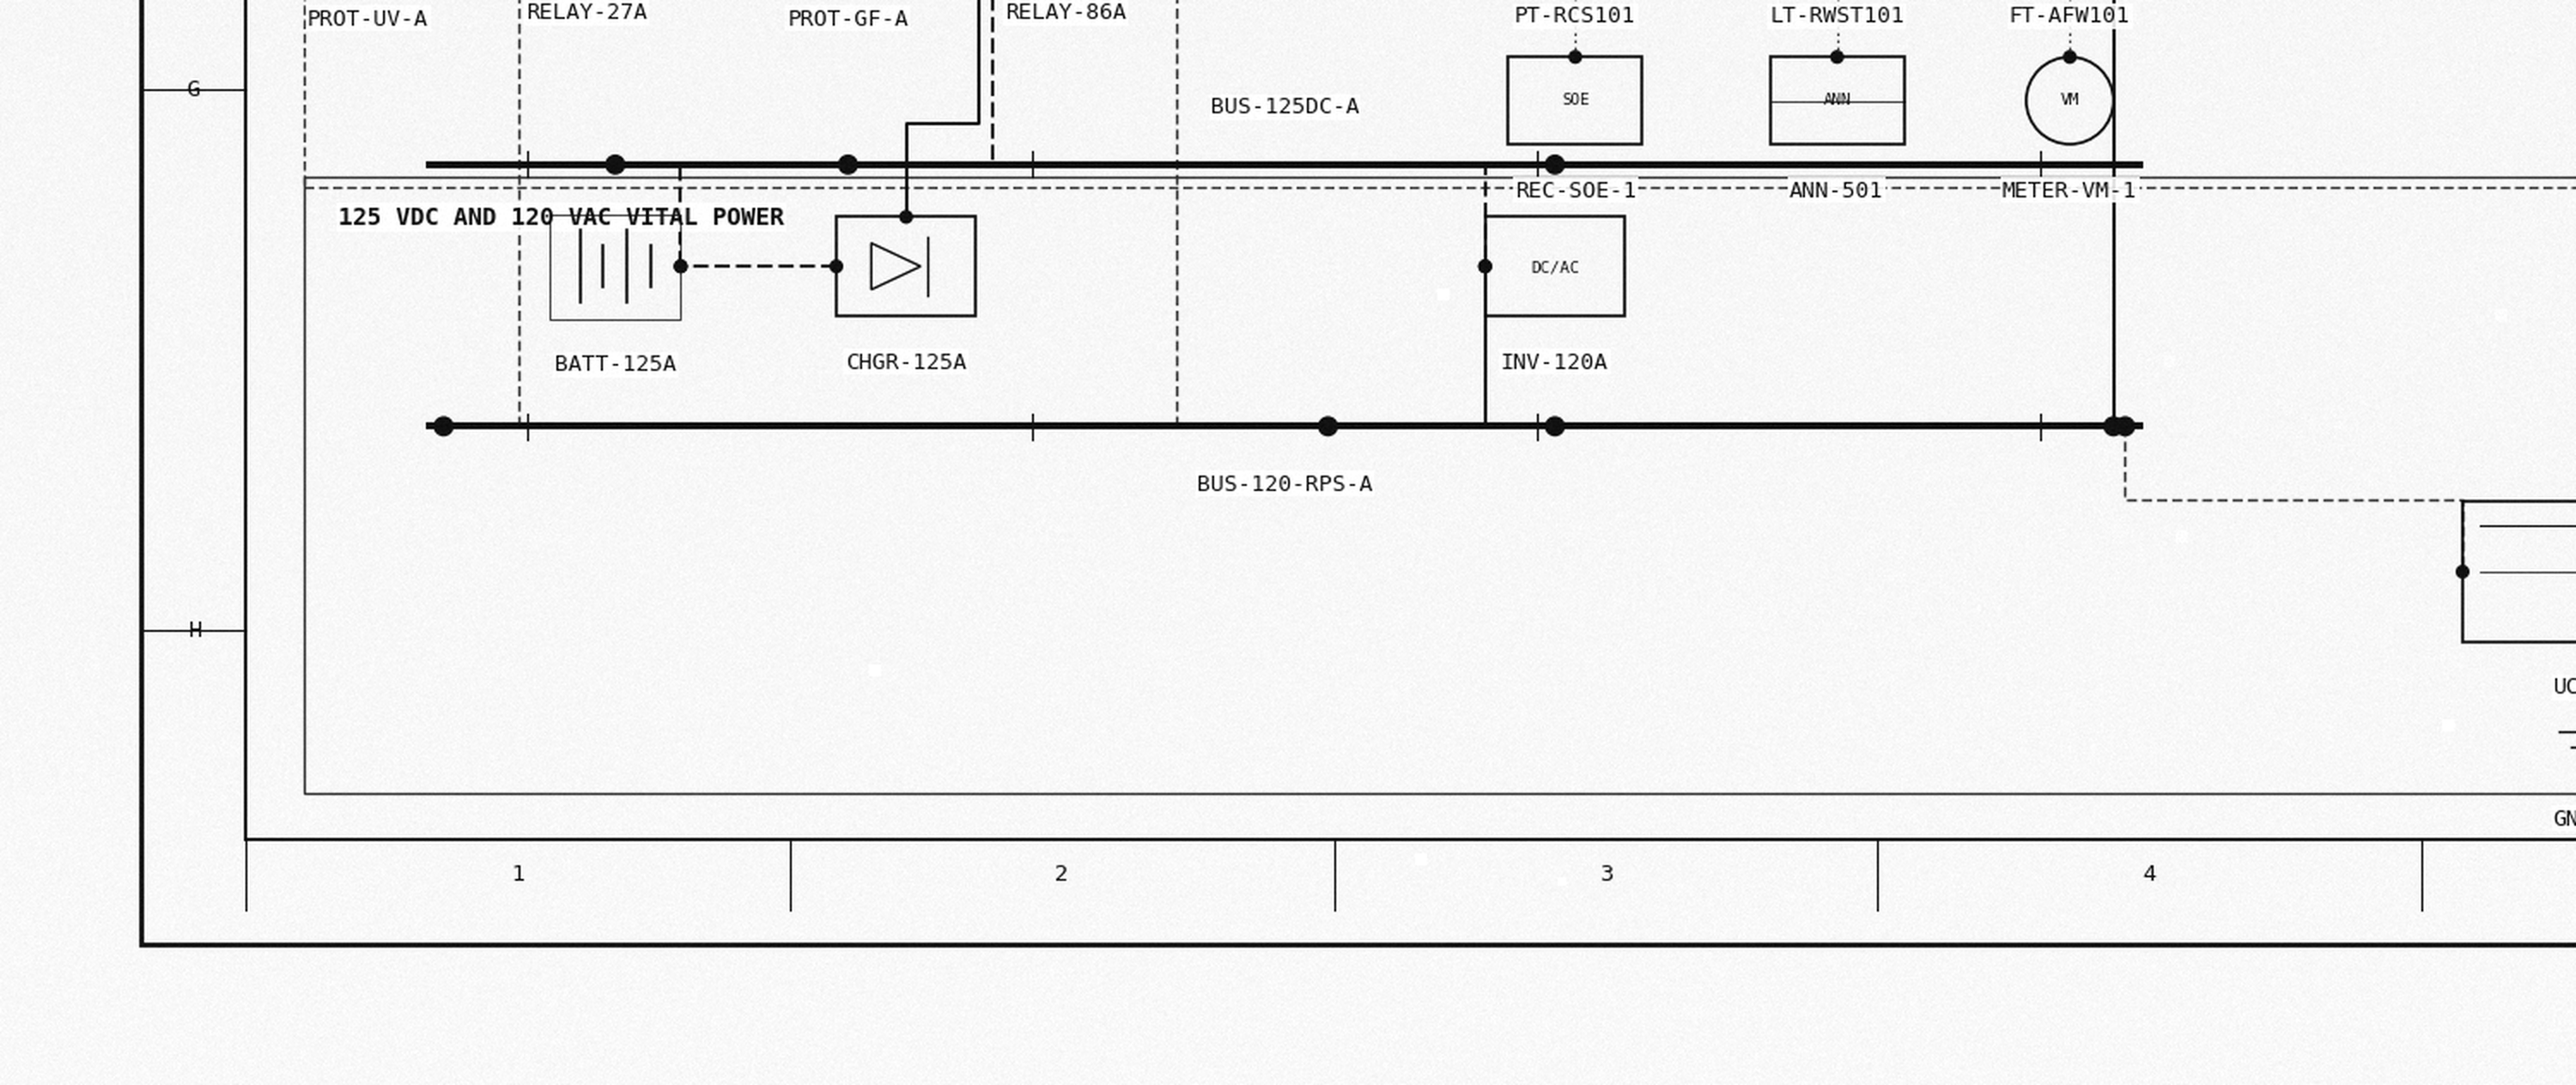 PROT-UV-A
RELAY-27A
PROT-GF-A
RELAY-86A
PT-RCS101
LT-RWST101
FT-AFW101
G
BUS-125DC-A
SOE
ANN
VM
REC-SOE-1
ANN-501
METER-VM-1
125 VDC AND 120 VAC VITAL POWER
DC/AC
BATT-125A
CHGR-125A
INV-120A
BUS-120-RPS-A
H
UC
GN
1
2
3
4